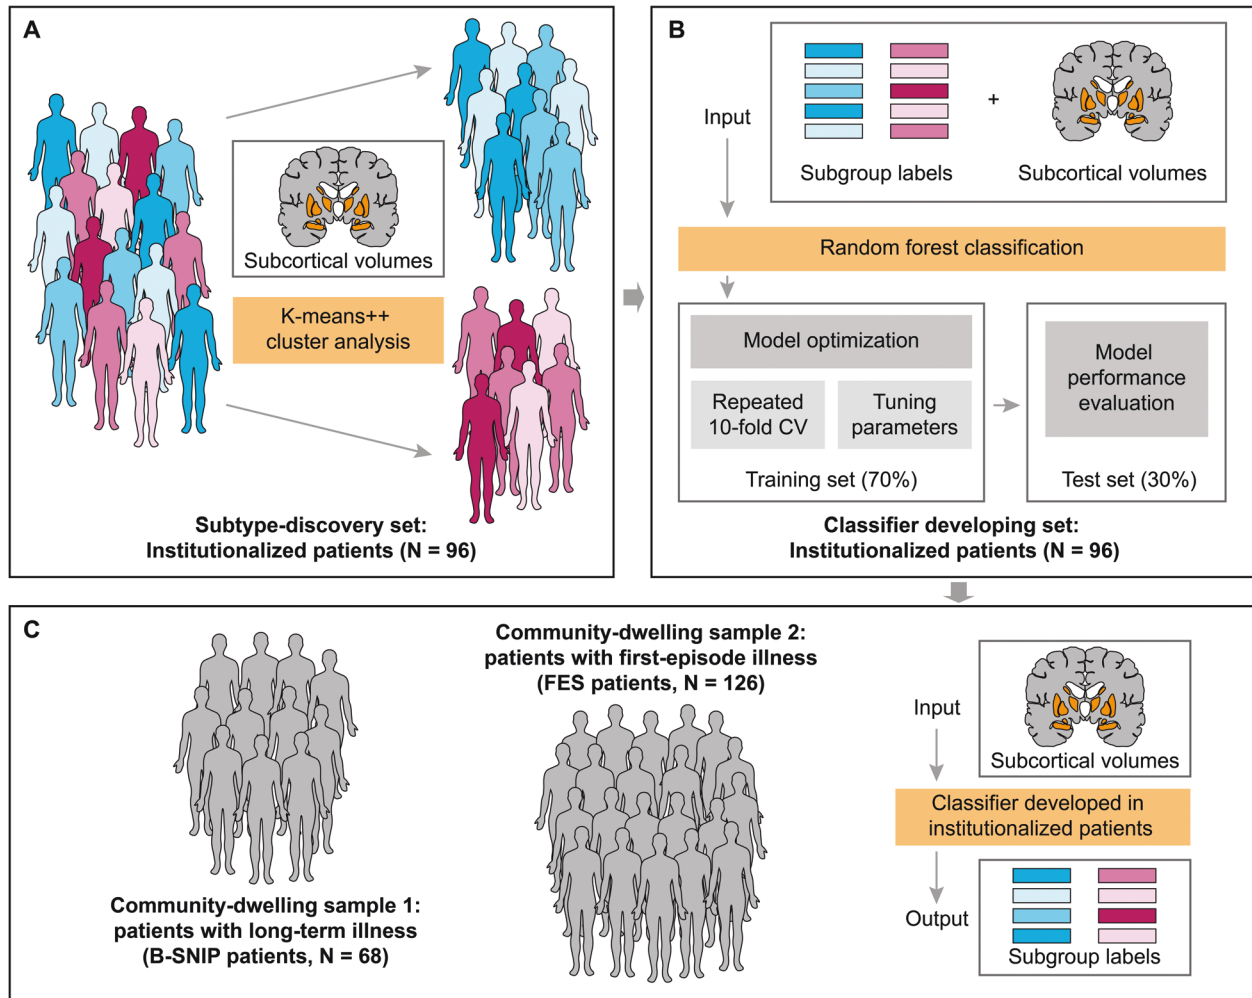 A
Subcortical volumes
K-means++
cluster analysis
Subtype-discovery set:
Institutionalized patients (N = 96)
B
Input
+
Subgroup labels
Subcortical volumes
Random forest classification
Model optimization
Repeated
10-fold CV
Tuning
parameters
Training set (70%)
Model
performance
evaluation
Test set (30%)
Classifier developing set:
Institutionalized patients (N = 96)
C
Community-dwelling sample 1:
patients with long-term illness
(B-SNIP patients, N = 68)
Community-dwelling sample 2:
patients with first-episode illness
(FES patients, N = 126)
Input
Subcortical volumes
Classifier developed in
institutionalized patients
Output
Subgroup labels